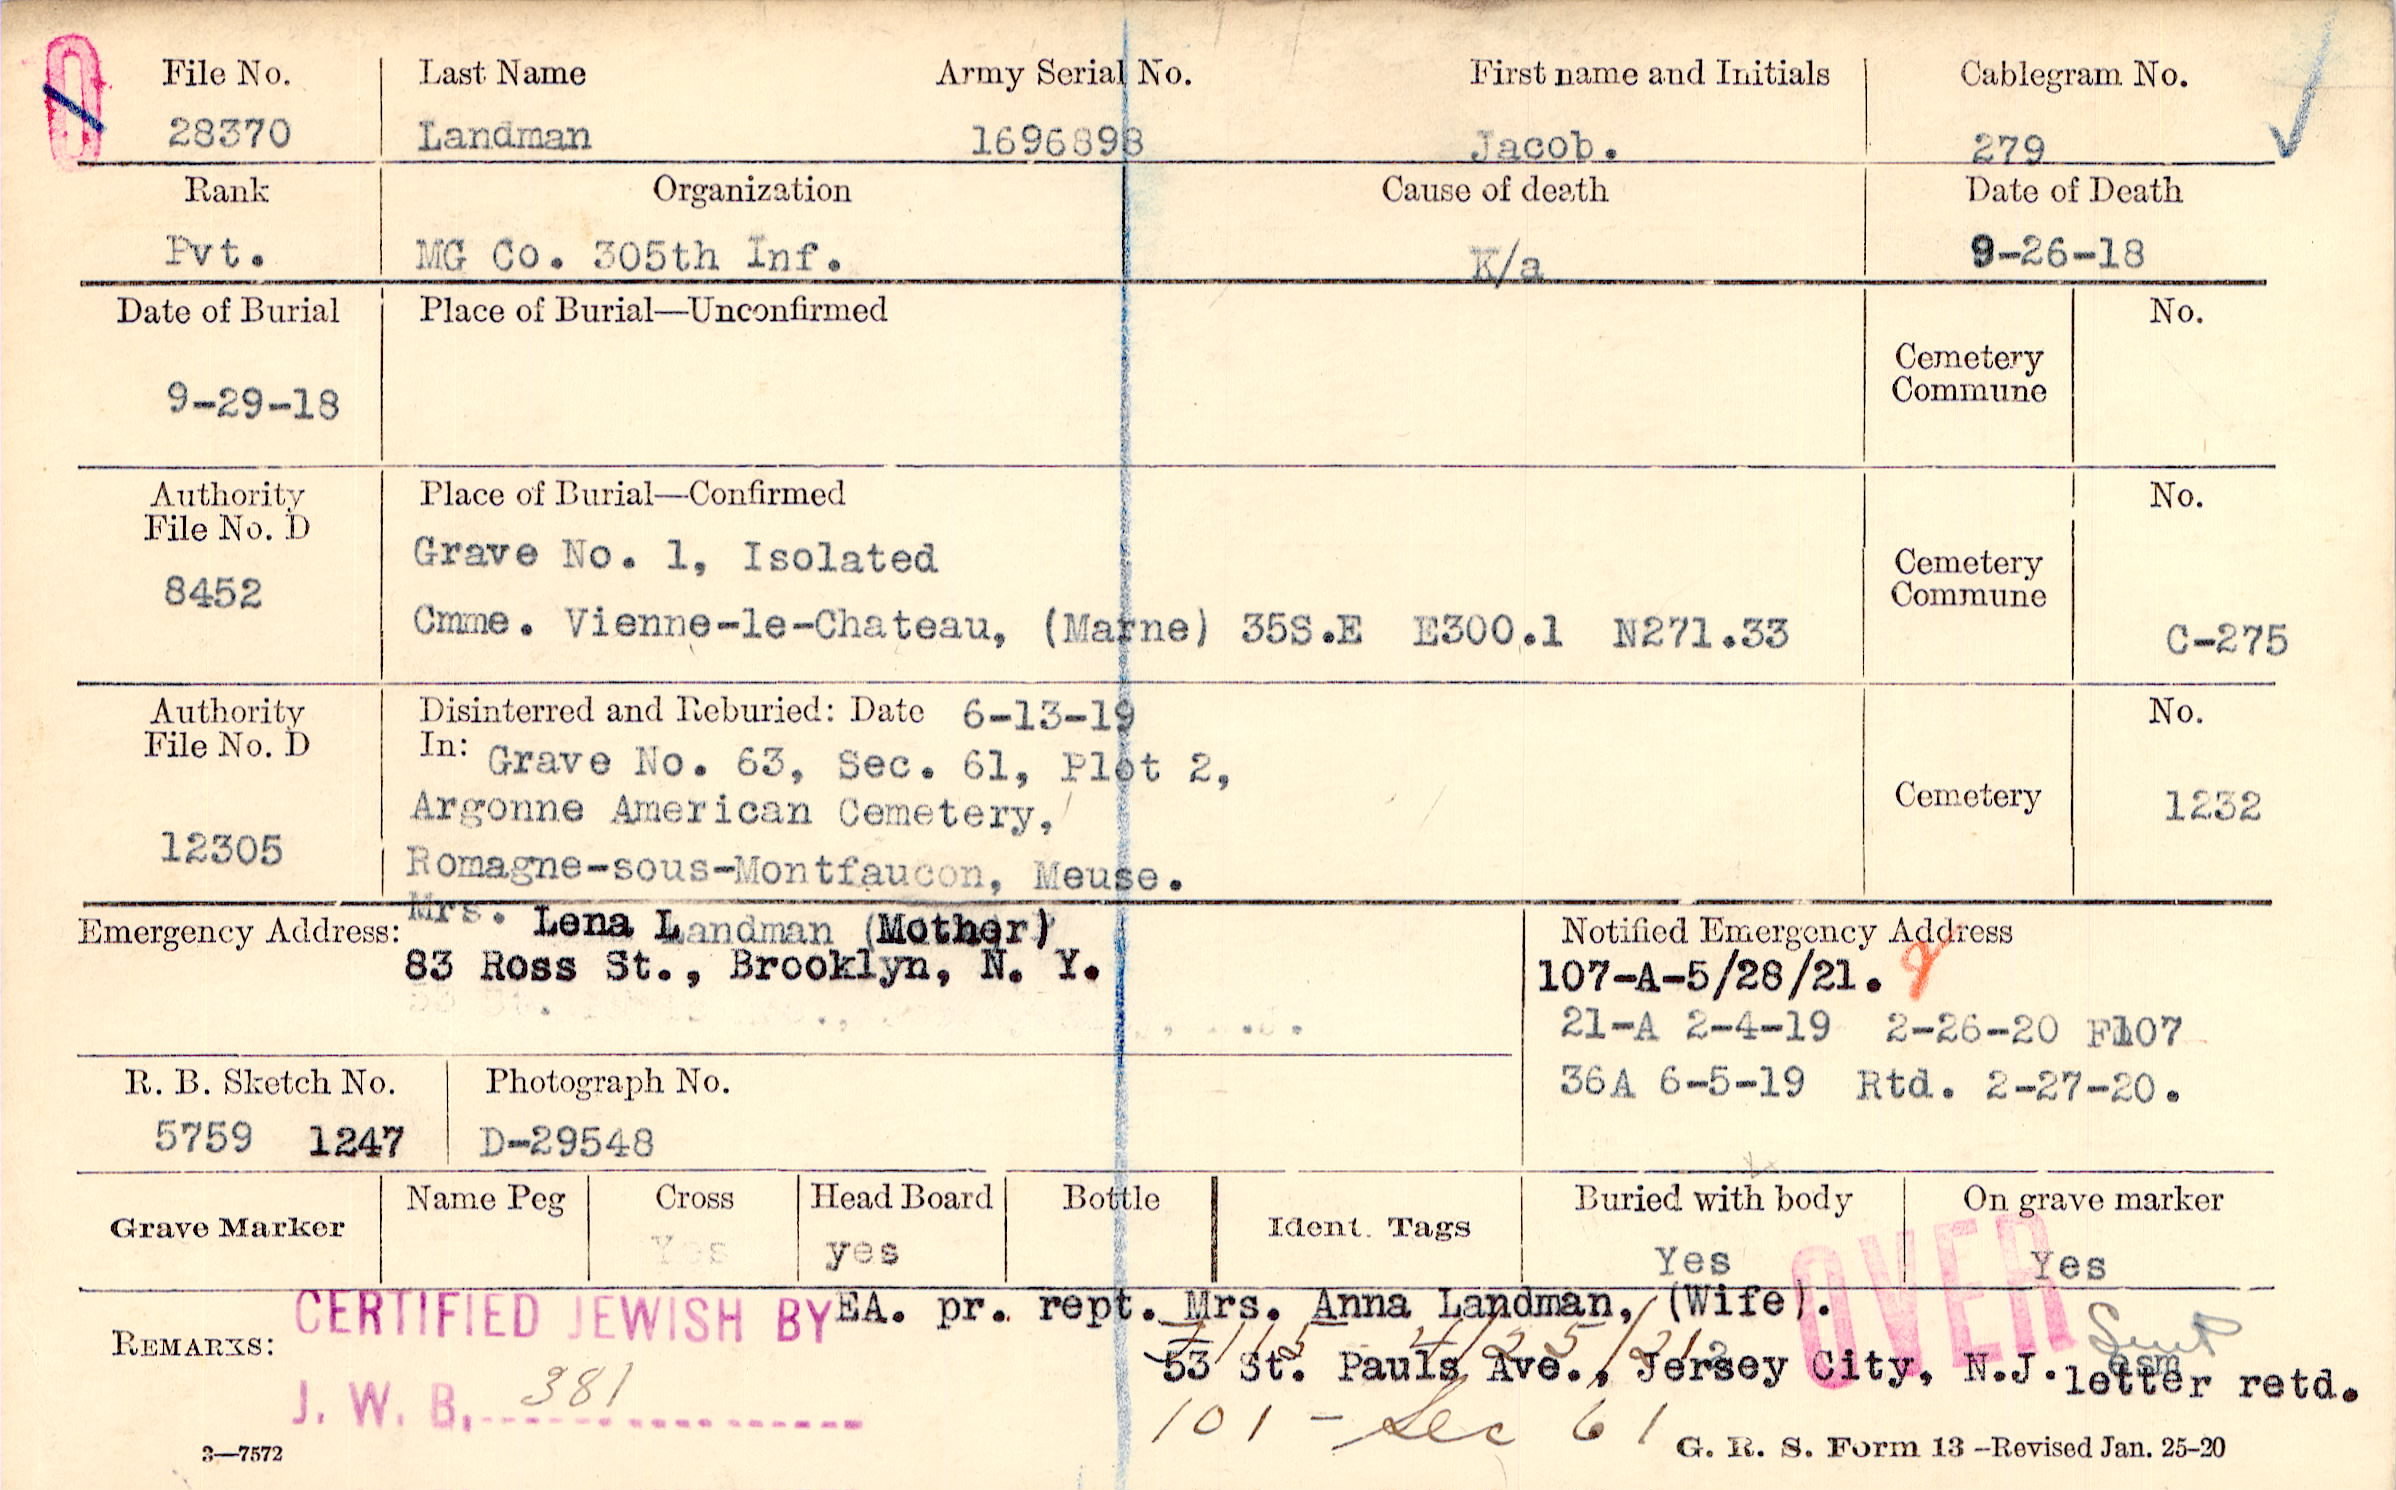 File No. Last Name Army Serial No. First name and Initials Cablegram No.
28370 Landman 1696898 Jacob. 279
Rank Organization Cause of death Date of Death
Pvt. MG Co. 305th Inf. K/a 9-26-18
Date of Burial Place of Burial—Unconfirmed No.
Cemetery
Commune
9-29-18
Authority Place of Burial—Confirmed No.
File No. D
Grave No. 1, Isolated
8452 Cemetery
Commune
Cmme. Vienne-le-Chateau, (Marne) 35S.E E300.1 N271.33 C-275
Authority Disinterred and Reburied: Date 6-13-19 No.
File No. D In: Grave No. 63, Sec. 61, Plot 2,
Argonne American Cemetery, Cemetery 1232
12305
Romagne-sous-Montfaucon, Meuse.
Emergency Address: Mrs. Lena Landman (Mother) Notified Emergency Address
83 Ross St., Brooklyn, N. Y. 107-A-5/28/21.
21-A 2-4-19 2-26-20 F107
R. B. Sketch No. Photograph No. 36A 6-5-19 Rtd. 2-27-20.
5759 1247 D-29548
Grave Marker Name Peg Cross Head Board Bottle Ident. Tags Buried with body On grave marker
Yes yes Yes Yes
OVER
REMARKS: CERTIFIED JEWISH BY EA. pr. rept. Mrs. Anna Landman, (Wife).
4/25/21
Sent
53 St. Pauls Ave., Jersey City, N.J. letter retd.
J. W. B. 381
101 - Sec 61
3—7572 G. R. S. Form 13 -Revised Jan. 25-20